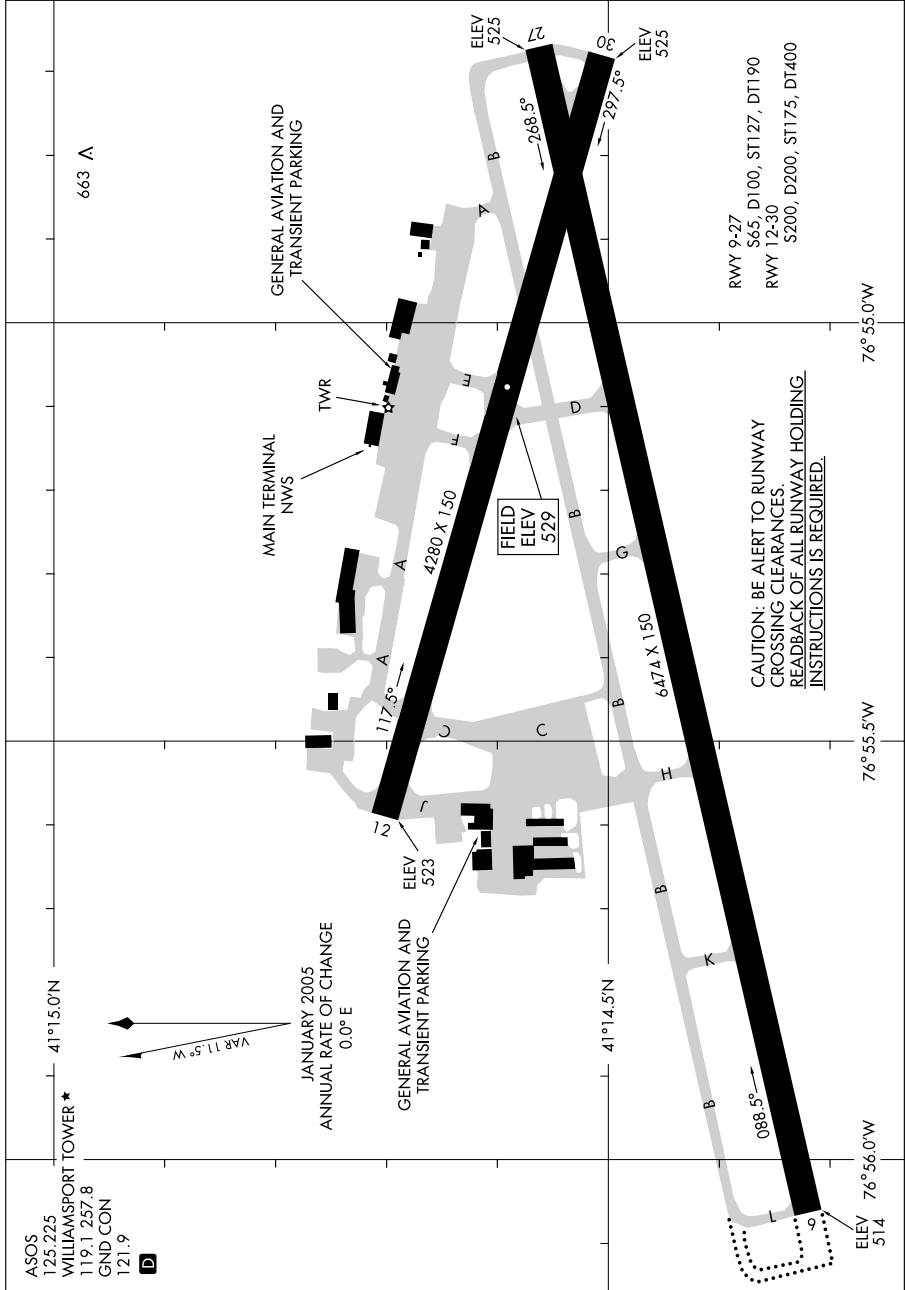 ASOS
125.225
WILLIAMSPORT TOWER ★
119.1 257.8
GND CON
121.9
D
41°15.0'N
663
VAR 11.5° W
JANUARY 2005
ANNUAL RATE OF CHANGE
0.0° E
GENERAL AVIATION AND
TRANSIENT PARKING
MAIN TERMINAL
NWS
TWR
GENERAL AVIATION AND
TRANSIENT PARKING
ELEV
525
27
268.5°
30
ELEV
525
297.5°
B
A
E
F
D
4280 X 150
FIELD
ELEV
529
A
A
117.5°
12
ELEV
523
J
C
C
B
G
B
6474 X 150
H
B
K
B
088.5°
L
9
ELEV
514
41°14.5'N
RWY 9-27
S65, D100, ST127, DT190
RWY 12-30
S200, D200, ST175, DT400
CAUTION: BE ALERT TO RUNWAY
CROSSING CLEARANCES.
READBACK OF ALL RUNWAY HOLDING
INSTRUCTIONS IS REQUIRED.
76°56.0'W
76°55.5'W
76°55.0'W